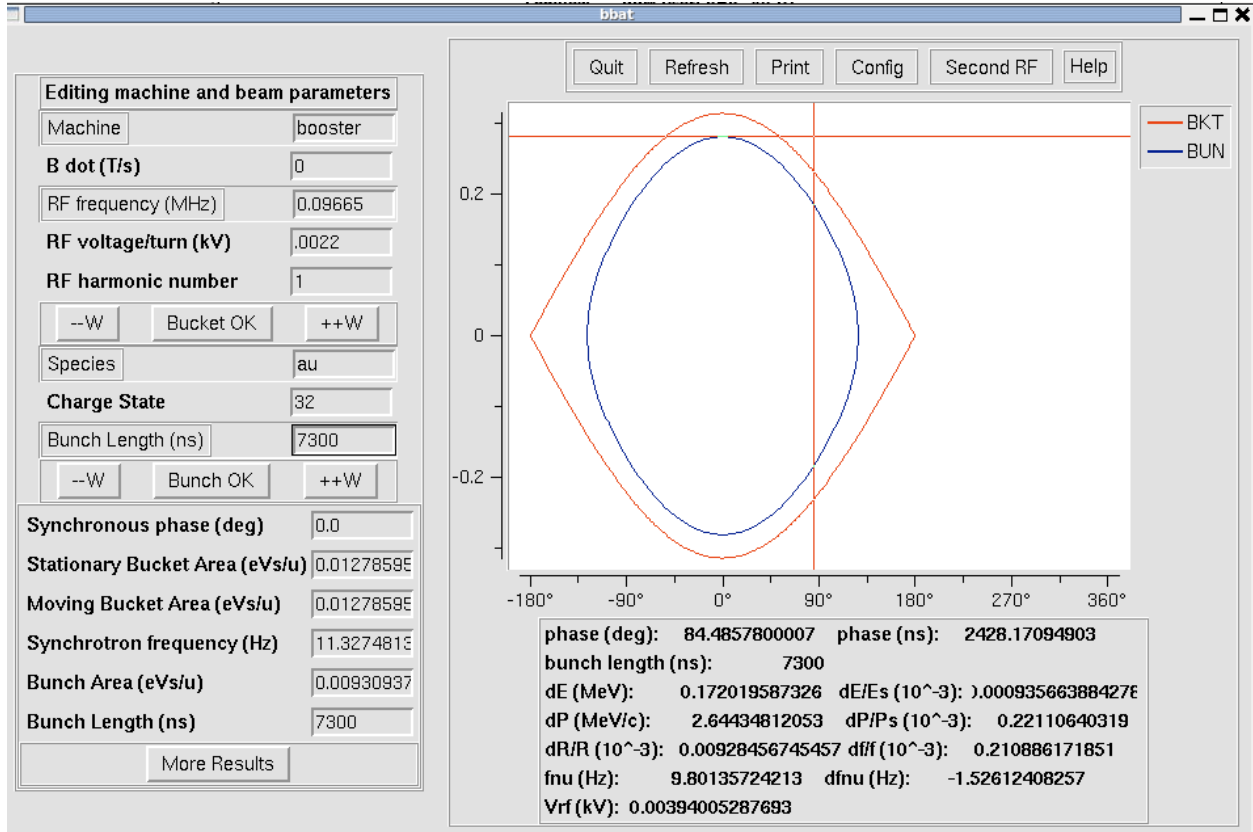 bbat
Quit Refresh Print Config Second RF Help
Editing machine and beam parameters
Machine booster
B dot (T/s) 0
RF frequency (MHz) 0.09665
RF voltage/turn (kV) .0022
RF harmonic number 1
--W Bucket OK ++W
Species au
Charge State 32
Bunch Length (ns) 7300
--W Bunch OK ++W
Synchronous phase (deg) 0.0
Stationary Bucket Area (eVs/u) 0.01278595
Moving Bucket Area (eVs/u) 0.01278595
Synchrotron frequency (Hz) 11.3274813
Bunch Area (eVs/u) 0.00930937
Bunch Length (ns) 7300
More Results
BKT
BUN
0.2
0
-0.2
-180° -90° 0° 90° 180° 270° 360°
phase (deg): 84.4857800007 phase (ns): 2428.17094903
bunch length (ns): 7300
dE (MeV): 0.172019587326 dE/Es (10^-3): 0.000935663884278
dP (MeV/c): 2.64434812053 dP/Ps (10^-3): 0.22110640319
dR/R (10^-3): 0.00928456745457 df/f (10^-3): 0.210886171851
fnu (Hz): 9.80135724213 dfnu (Hz): -1.52612408257
Vrf (kV): 0.00394005287693